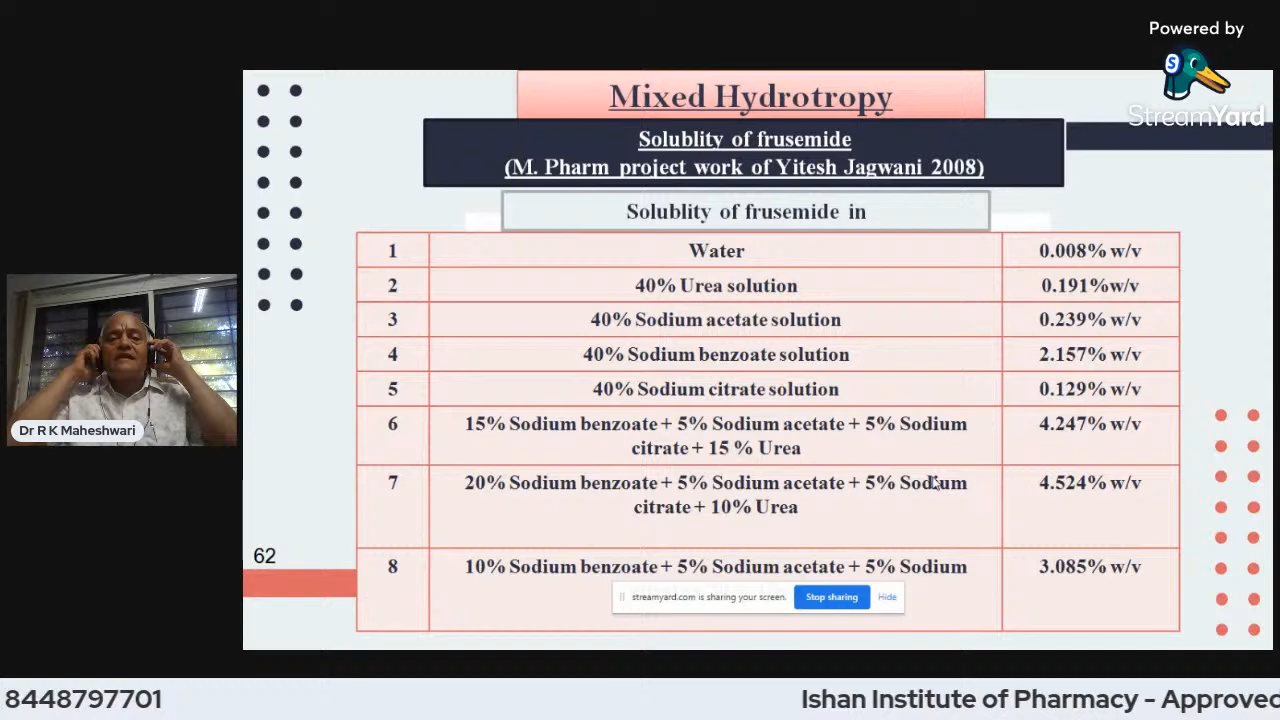 Powered by
S
StreamYard
Mixed Hydrotropy
Solublity of frusemide
(M. Pharm project work of Yitesh Jagwani 2008)
Solublity of frusemide in
1 Water 0.008% w/v
2 40% Urea solution 0.191%w/v
3 40% Sodium acetate solution 0.239% w/v
4 40% Sodium benzoate solution 2.157% w/v
5 40% Sodium citrate solution 0.129% w/v
6 15% Sodium benzoate + 5% Sodium acetate + 5% Sodium 4.247% w/v
citrate + 15 % Urea
7 20% Sodium benzoate + 5% Sodium acetate + 5% Sodium 4.524% w/v
citrate + 10% Urea
8 10% Sodium benzoate + 5% Sodium acetate + 5% Sodium 3.085% w/v
62
streamyard.com is sharing your screen. Stop sharing Hide
Dr R K Maheshwari
8448797701 Ishan Institute of Pharmacy - Approved